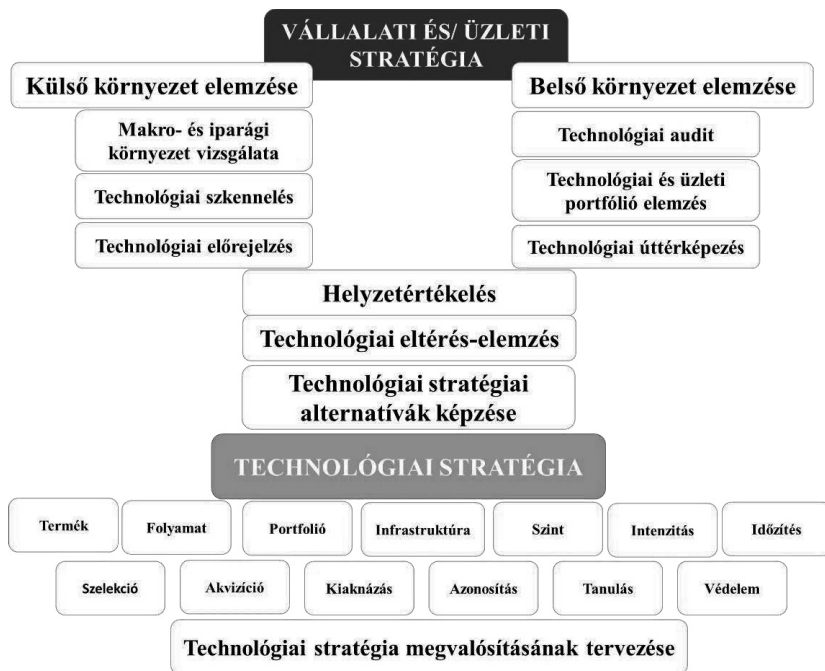 VÁLLALATI ÉS/ ÜZLETI
STRATÉGIA
Külső környezet elemzése
Belső környezet elemzése
Makro- és iparági
környezet vizsgálata
Technológiai audit
Technológiai szkennelés
Technológiai és üzleti
portfólió elemzés
Technológiai előrejelzés
Technológiai úttérképezés
Helyzetértékelés
Technológiai eltérés-elemzés
Technológiai stratégiai
alternatívák képzése
TECHNOLÓGIAI STRATÉGIA
Termék
Folyamat
Portfolió
Infrastruktúra
Szint
Intenzitás
Időzítés
Szelekció
Akvizíció
Kiaknázás
Azonosítás
Tanulás
Védelem
Technológiai stratégia megvalósításának tervezése